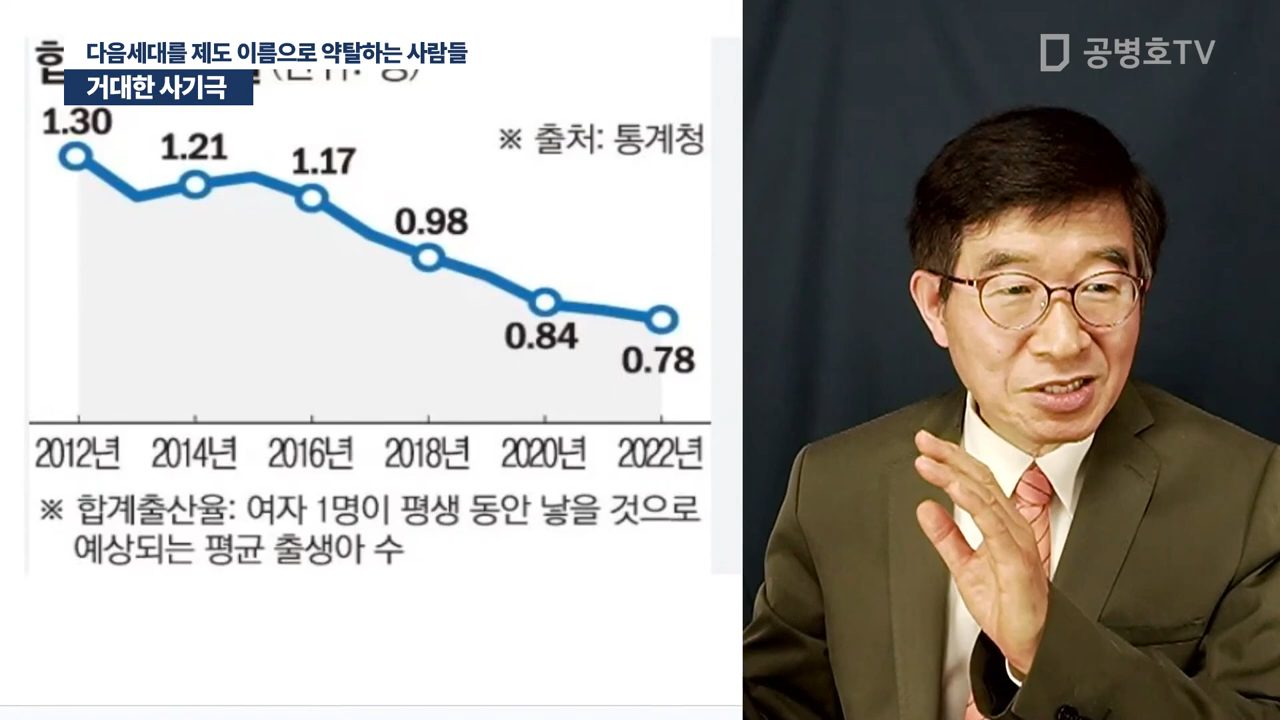 다음세대를 제도 이름으로 약탈하는 사람들
거대한 사기극
공병호TV
합
1.30
1.21
1.17
0.98
0.84
0.78
※ 출처: 통계청
2012년 2014년 2016년 2018년 2020년 2022년
※ 합계출산율: 여자 1명이 평생 동안 낳을 것으로
예상되는 평균 출생아 수